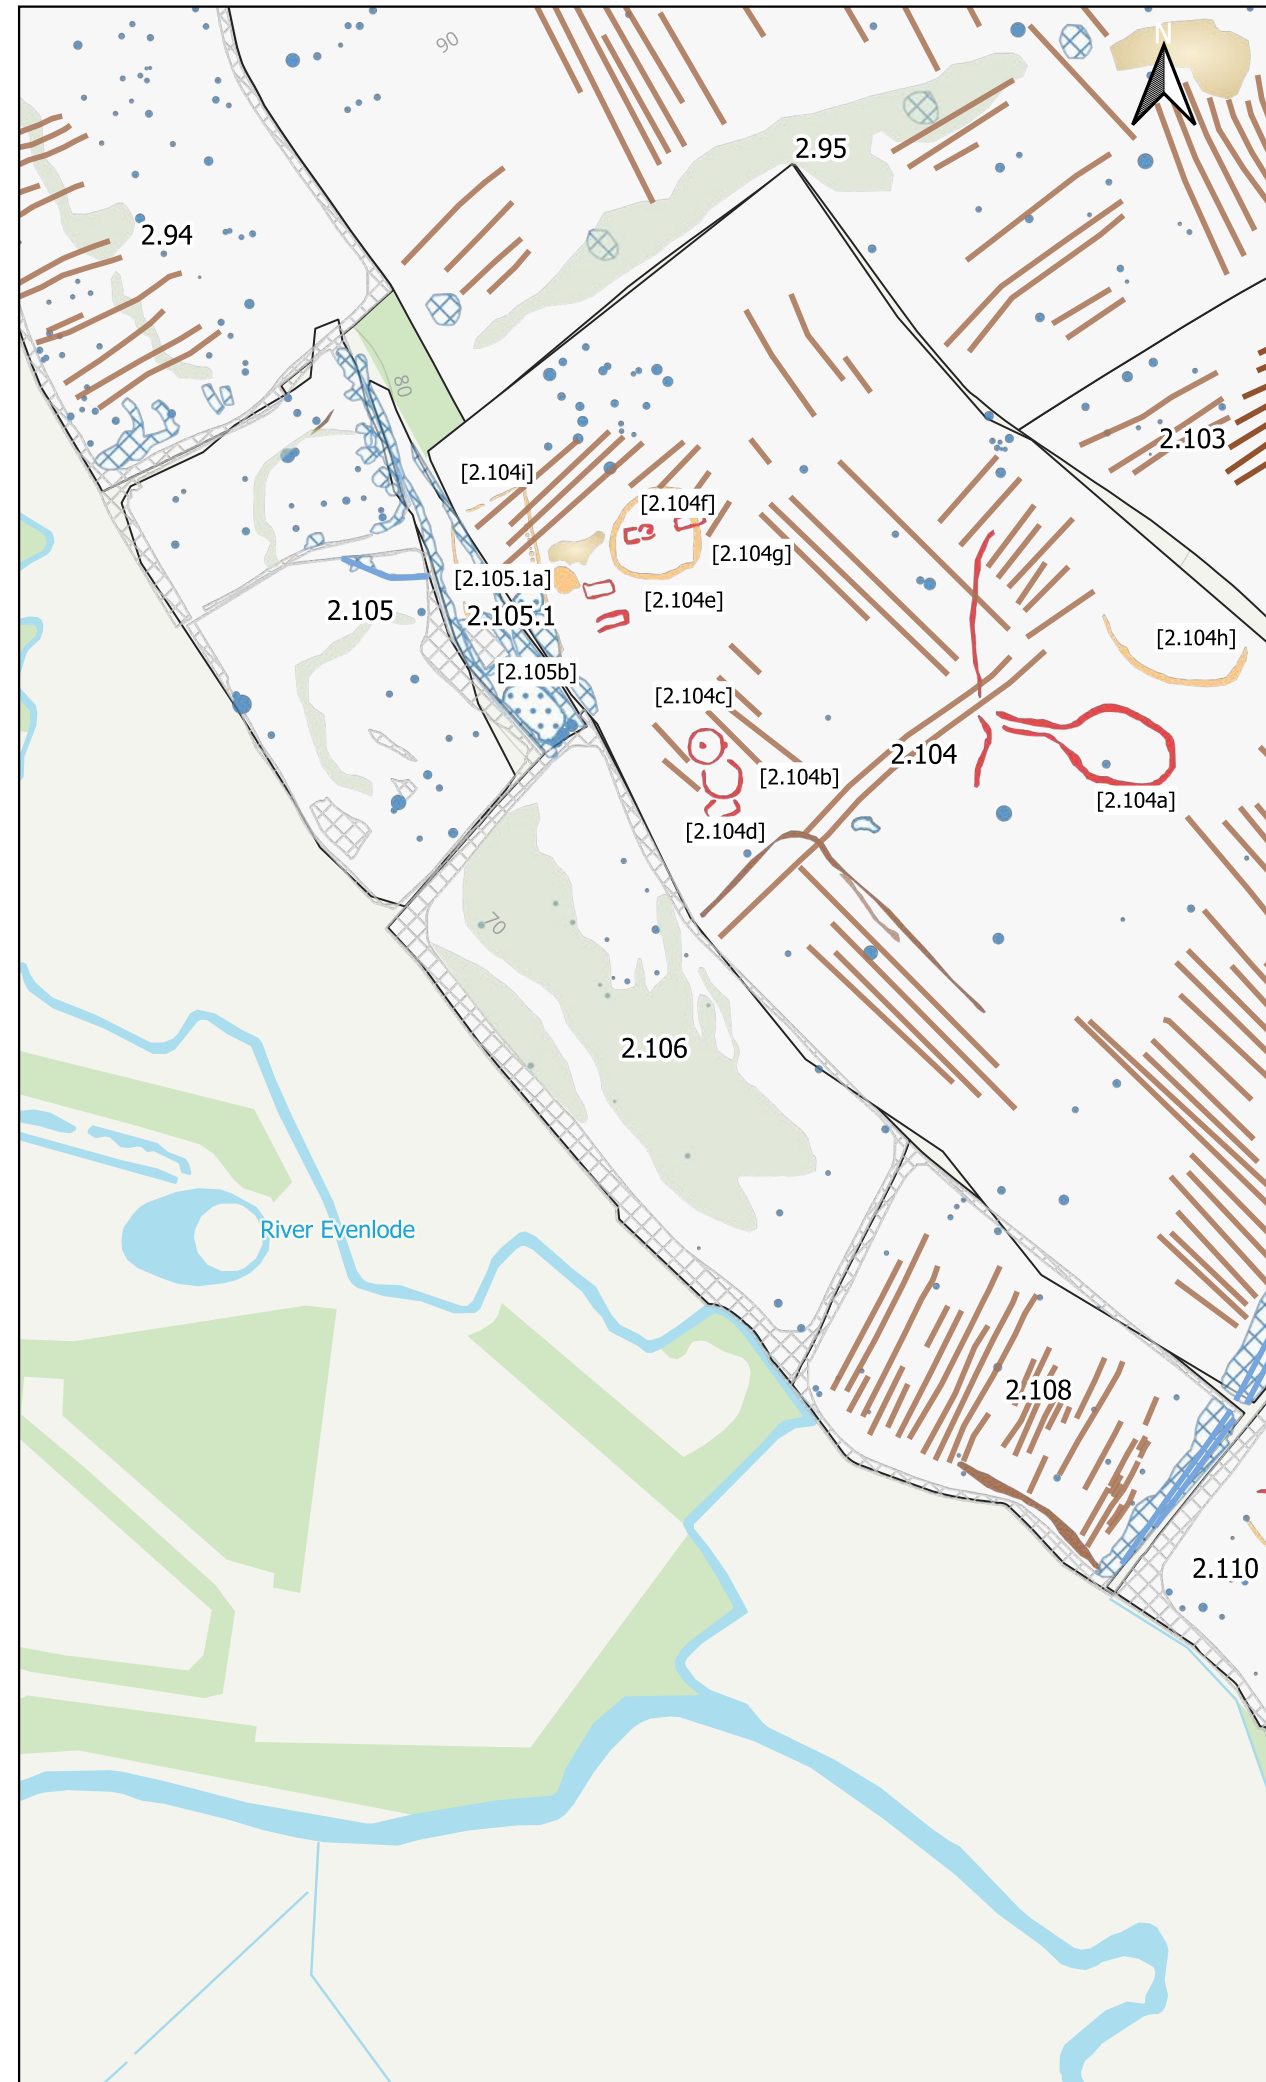 90
N
2.95
2.94
80
2.103
[2.104i]
[2.104f]
[2.104g]
[2.105.1a]
[2.104e]
2.105
2.105.1
[2.104h]
[2.105b]
[2.104c]
2.104
[2.104b]
[2.104a]
[2.104d]
70
2.106
River Evenlode
2.108
2.110